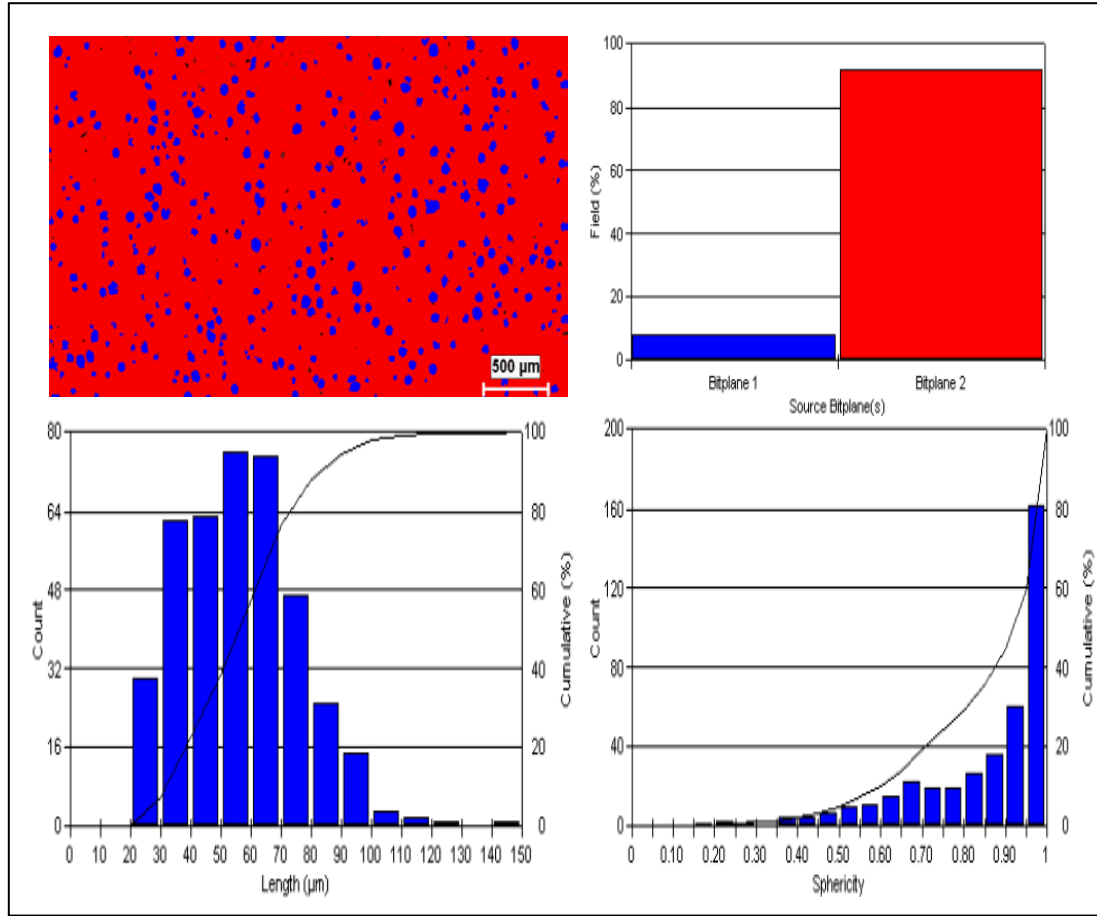 500 µm
100
80
60
40
20
0
Field (%)
Bitplane 1 Bitplane 2
Source Bitplane(s)
80
64
48
32
16
0
Count
100
80
60
40
20
0
Cumulative (%)
0 10 20 30 40 50 60 70 80 90 100 110 120 130 140 150
Length (µm)
200
160
120
80
40
0
Count
100
80
60
40
20
0
Cumulative (%)
0 0.10 0.20 0.30 0.40 0.50 0.60 0.70 0.80 0.90 1
Sphericity